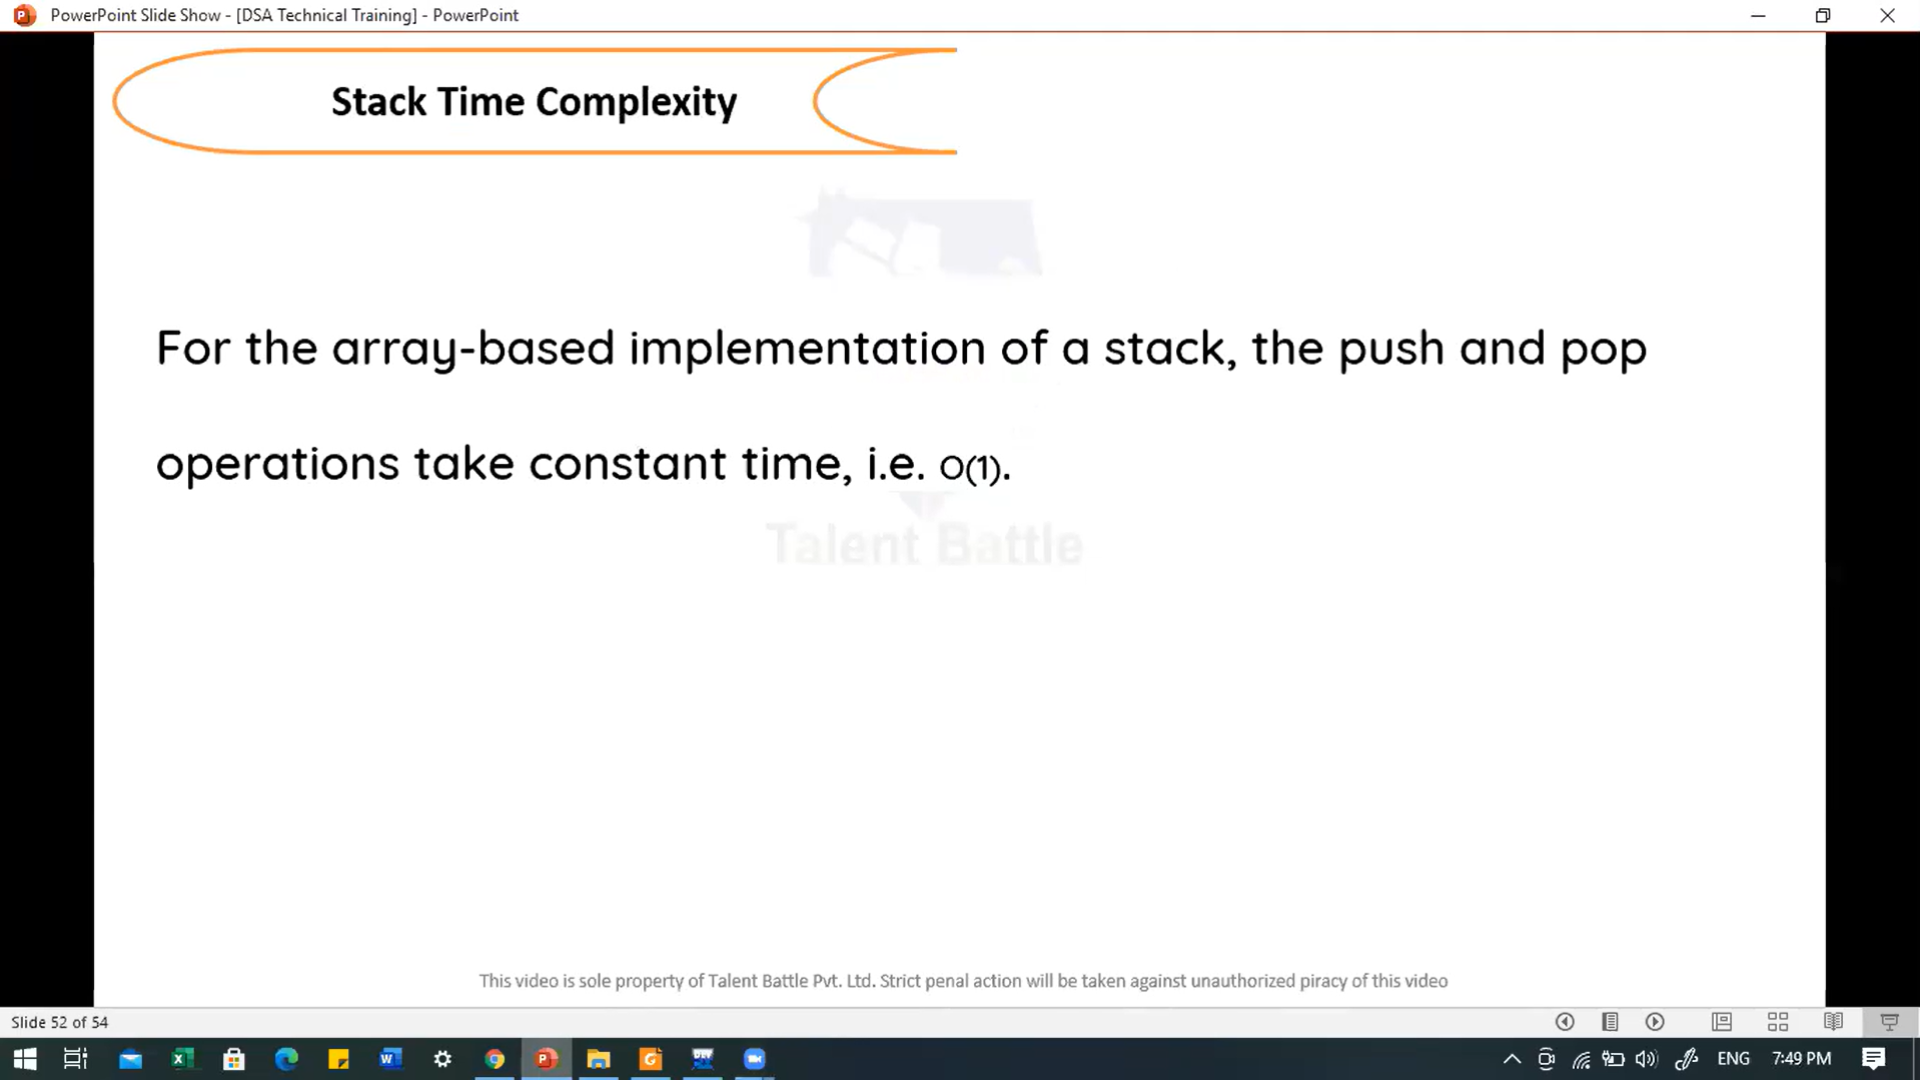 PowerPoint Slide Show - [DSA Technical Training] - PowerPoint
Stack Time Complexity
For the array-based implementation of a stack, the push and pop
operations take constant time, i.e. O(1).
Talent Battle
This video is sole property of Talent Battle Pvt. Ltd. Strict penal action will be taken against unauthorized piracy of this video
Slide 52 of 54
ENG 7:49 PM